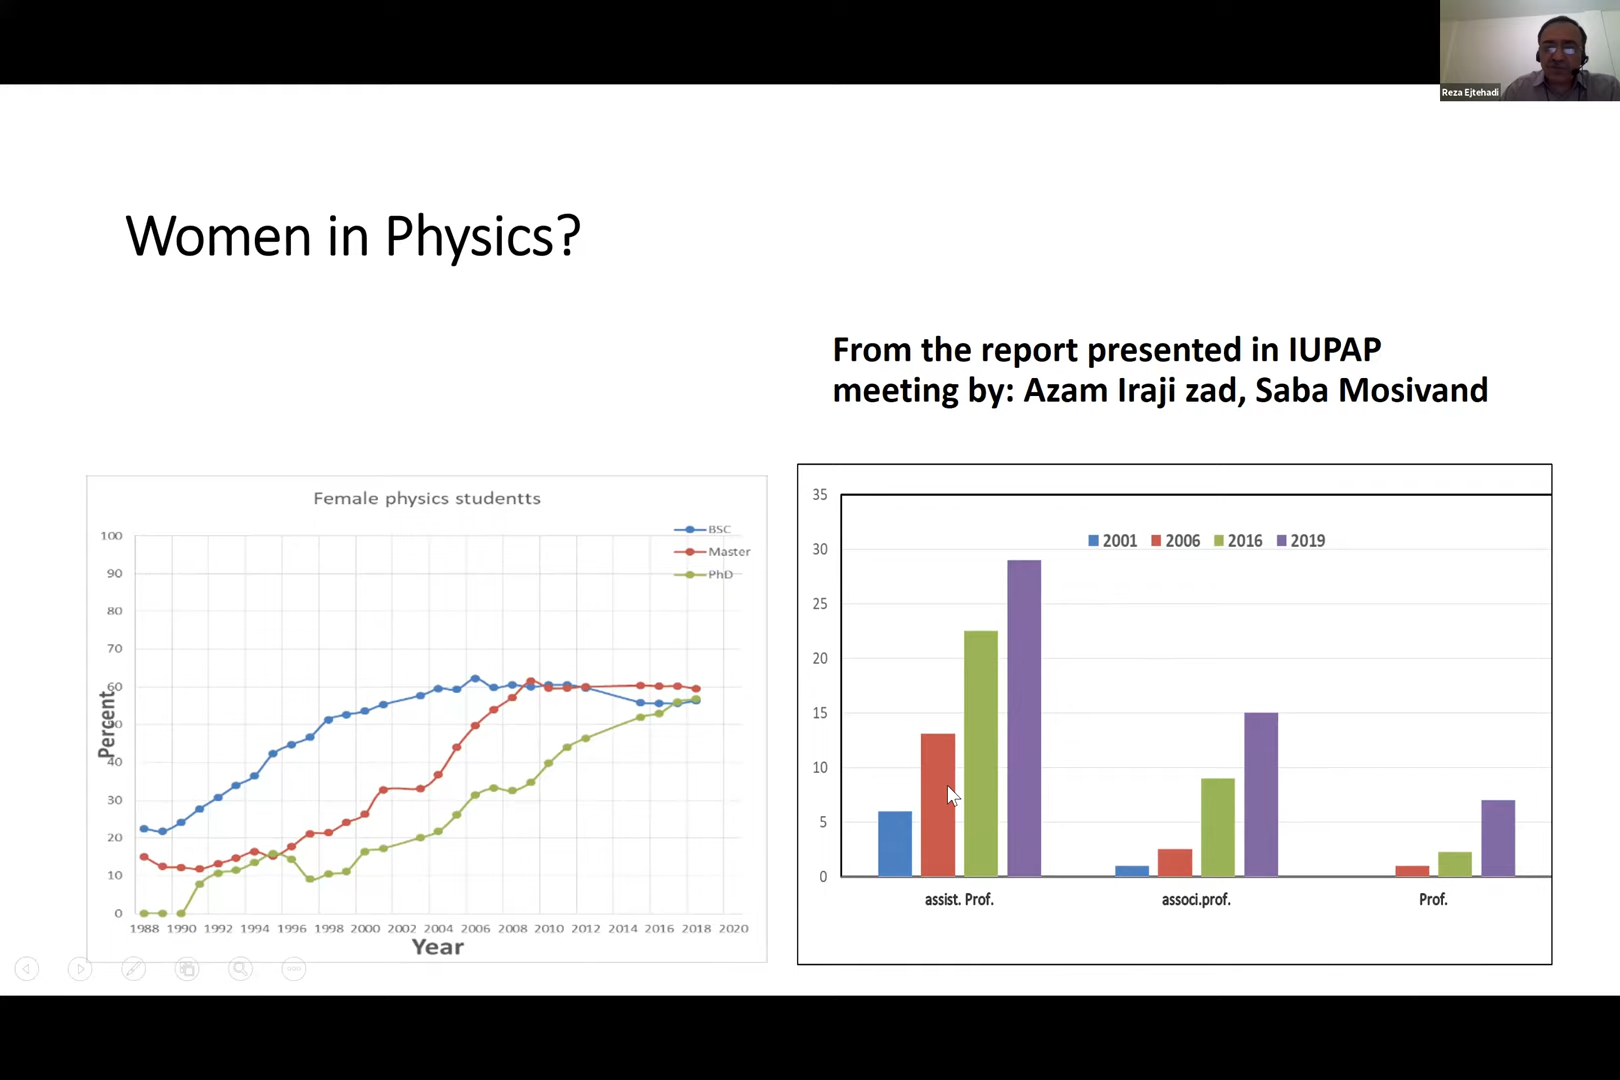 Reza Ejtehadi
Women in Physics?
From the report presented in IUPAP
meeting by: Azam Iraji zad, Saba Mosivand
Female physics studentts
BSC
Master
PhD
100
90
80
70
60
50
40
30
20
10
0
Percent
1988 1990 1992 1994 1996 1998 2000 2002 2004 2006 2008 2010 2012 2014 2016 2018 2020
Year
35
30
25
20
15
10
5
0
2001 2006 2016 2019
assist. Prof. associ.prof. Prof.